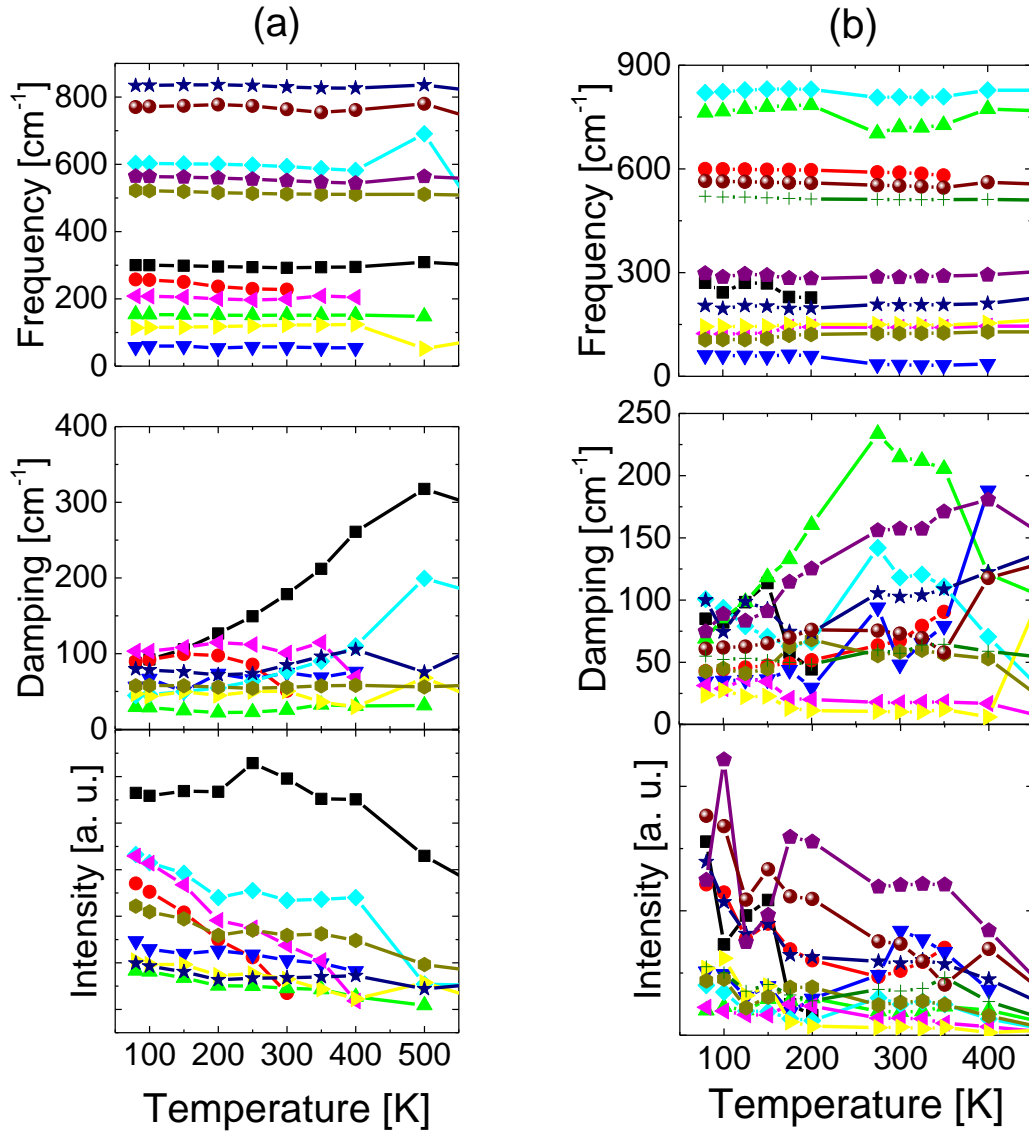 (a)
(b)
Frequency [cm-1]
800
600
400
200
0
Frequency [cm-1]
900
600
300
0
Damping [cm-1]
400
300
200
100
0
Damping [cm-1]
250
200
150
100
50
0
Intensity [a. u.]
Intensity [a. u.]
100 200 300 400 500
100 200 300 400
Temperature [K]
Temperature [K]